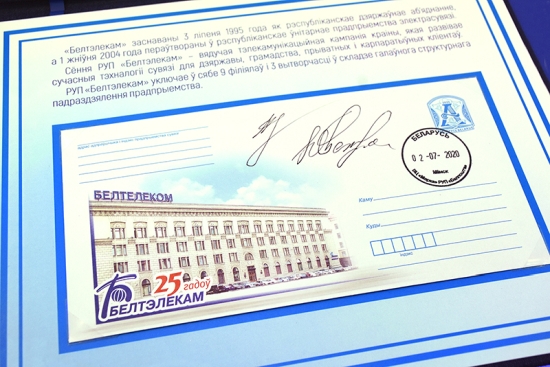 «Белтэлекам» заснаваны 3 ліпеня 1995 года як рэспубліканскае дзяржаўнае аб'яднанне,
а 1 жніўня 2004 года ператвораны ў рэспубліканскае ўнітарнае прадпрыемства электрасувязі.
Сёння РУП «Белтэлекам» - вядучая тэлекамунікацыйная кампанія краіны, якая развівае
сучасныя тэхналогіі сувязі для дзяржавы, грамадства, прыватных і карпаратыўных кліентаў.
РУП«Белтэлекам» уключае ў сябе 9 філіялаў і 3 вытворчасці ў складзе галаўнога структурнага
падраздзялення прадпрыемства.
БЕЛАРУСЬ
02-07-2020
Мінск
БЕЛТЕЛЕКОМ
Каму
Куды
25 гадоў
БЕЛТЭЛЕКАМ